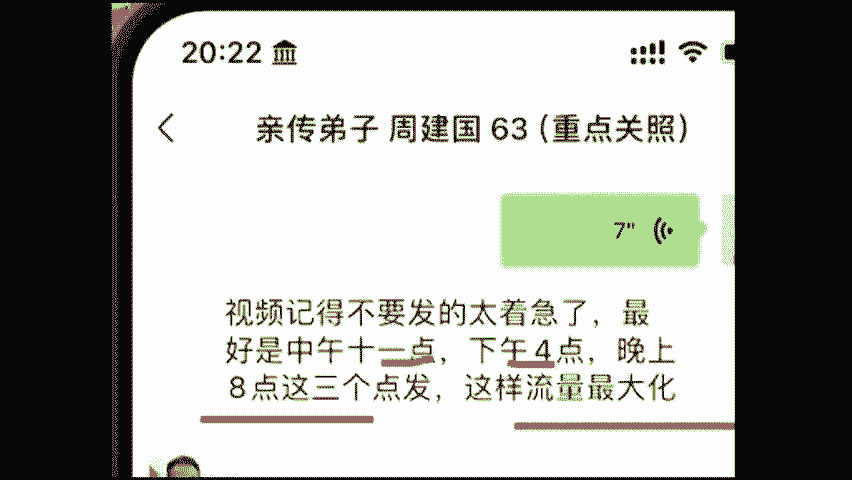 20:22
亲传弟子 周建国 63（重点关照）
7"
视频记得不要发的太着急了，最
好是中午十一点，下午4点，晚上
8点这三个点发，这样流量最大化